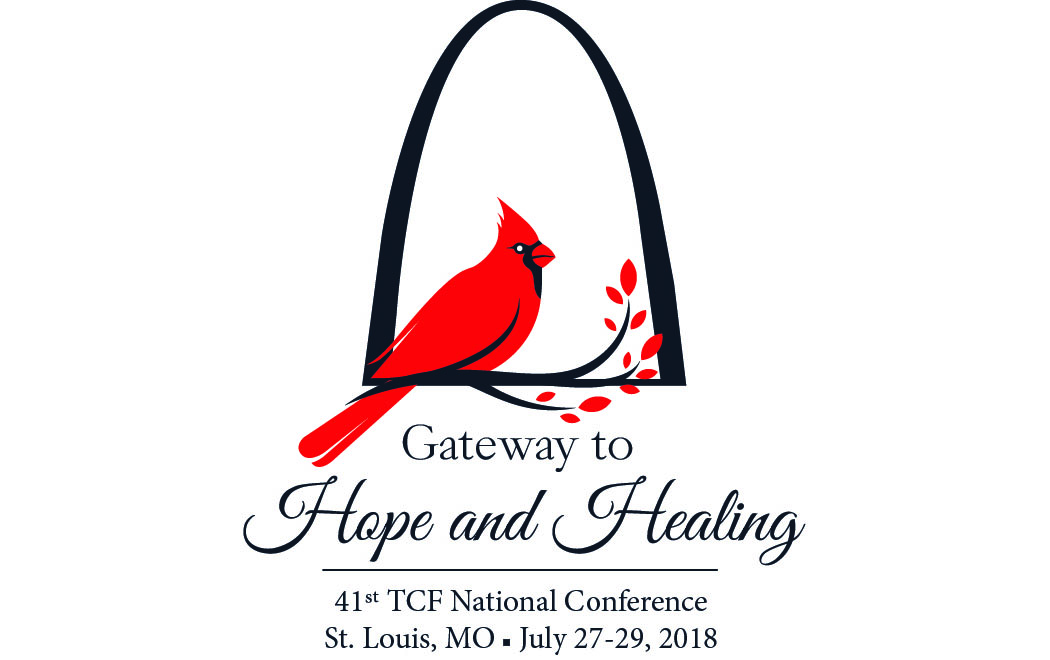 Gateway to
Hope and Healing
41st TCF National Conference
St. Louis, MO ▪ July 27-29, 2018